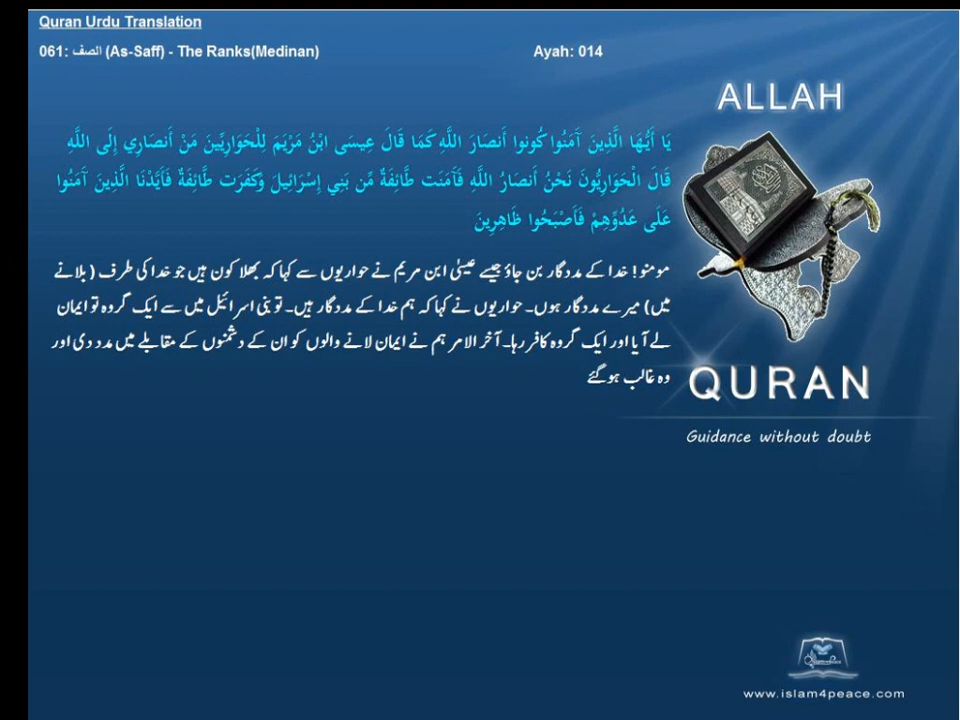 Quran Urdu Translation
061: الصف (As-Saff) - The Ranks(Medinan) Ayah: 014
ALLAH
يَا أَيُّهَا الَّذِينَ آمَنُوا كُونوا أَنصَارَ اللَّهِ كَمَا قَالَ عِيسَى ابْنُ مَرْيَمَ لِلْحَوَارِيِّينَ مَنْ أَنصَارِي إِلَى اللَّهِ
قَالَ الْحَوَارِيُّونَ نَحْنُ أَنصَارُ اللَّهِ فَآمَنَت طَّائِفَةٌ مِّن بَنِي إِسْرَائِيلَ وَكَفَرَت طَّائِفَةٌ فَأَيَّدْنَا الَّذِينَ آمَنُوا
عَلَى عَدُوِّهِمْ فَأَصْبَحُوا ظَاهِرِينَ
مومنو! خدا کے مددگار بن جاؤ جیسے عیسیٰ ابن مریم نے حواریوں سے کہا کہ بھلا کون ہیں جو خدا کی طرف (بلانے
میں) میرے مددگار ہوں۔ حواریوں نے کہا کہ ہم خدا کے مددگار ہیں۔ تو بنی اسرائیل میں سے ایک گروہ تو ایمان
لے آیا اور ایک گروہ کافر رہا۔ آخر الامر ہم نے ایمان لانے والوں کو ان کے دشمنوں کے مقابلے میں مدد دی اور
وہ غالب ہوگئے
QURAN
Guidance without doubt
www.islam4peace.com